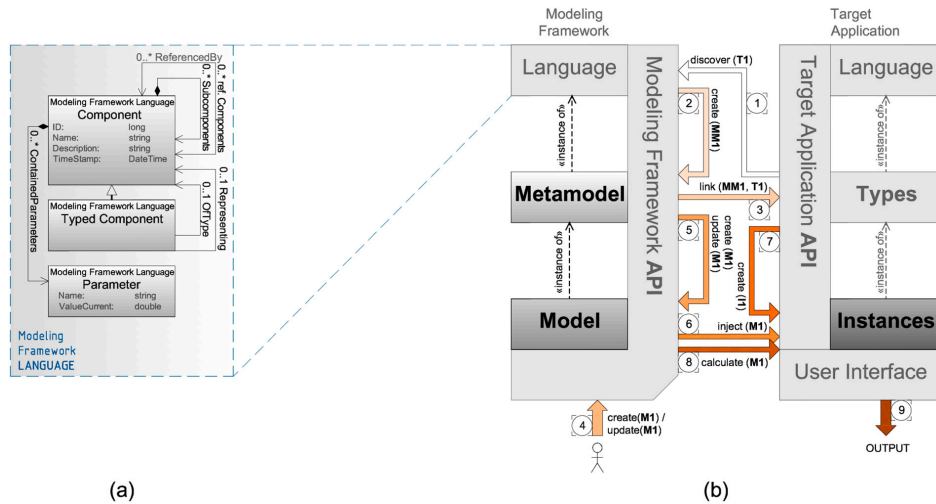 0..* ReferencedBy
0..* ref. Components
0..* Subcomponents
Modeling Framework Language
Component
ID: long
Name: string
Description: string
TimeStamp: DateTime
0..* ContainedParameters
0..1 Representing
0..1 OfType
Modeling Framework Language
Typed Component
Modeling Framework Language
Parameter
Name: string
ValueCurrent: double
Modeling
Framework
LANGUAGE
(a)
Modeling
Framework
Target
Application
Language
«instance of»
Metamodel
«instance of»
Model
Modeling Framework API
discover (T1)
1
2
create (MM1)
link (MM1, T1)
3
5
create (M1)
update (M1)
7
create (I1)
6
inject (M1)
8
calculate (M1)
4
create(M1) /
update(M1)
Target Application API
Language
«instance of»
Types
«instance of»
Instances
User Interface
9
OUTPUT
(b)